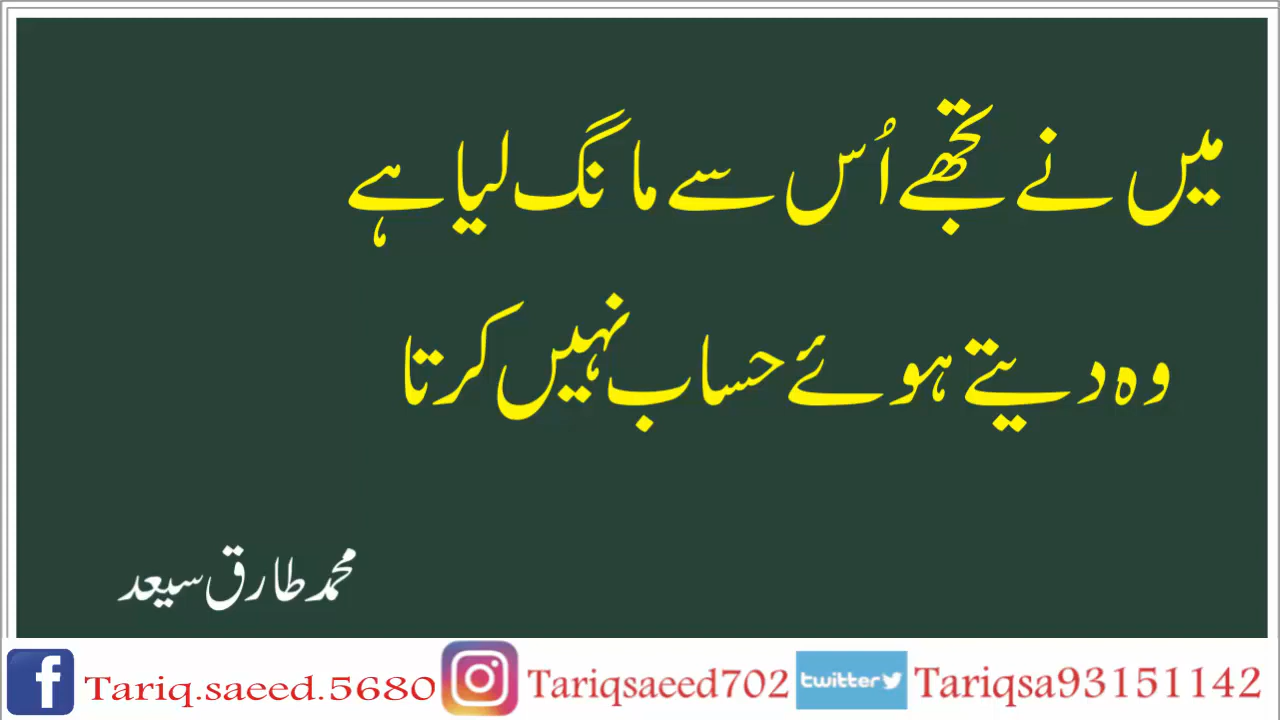 میں نے تجھے اُس سے مانگ لیا ہے
وہ دیتے ہوئے حساب نہیں کرتا
محمد طارق سیعد
Tariq.saeed.5680 Tariqsaeed702 twitter Tariqsa93151142